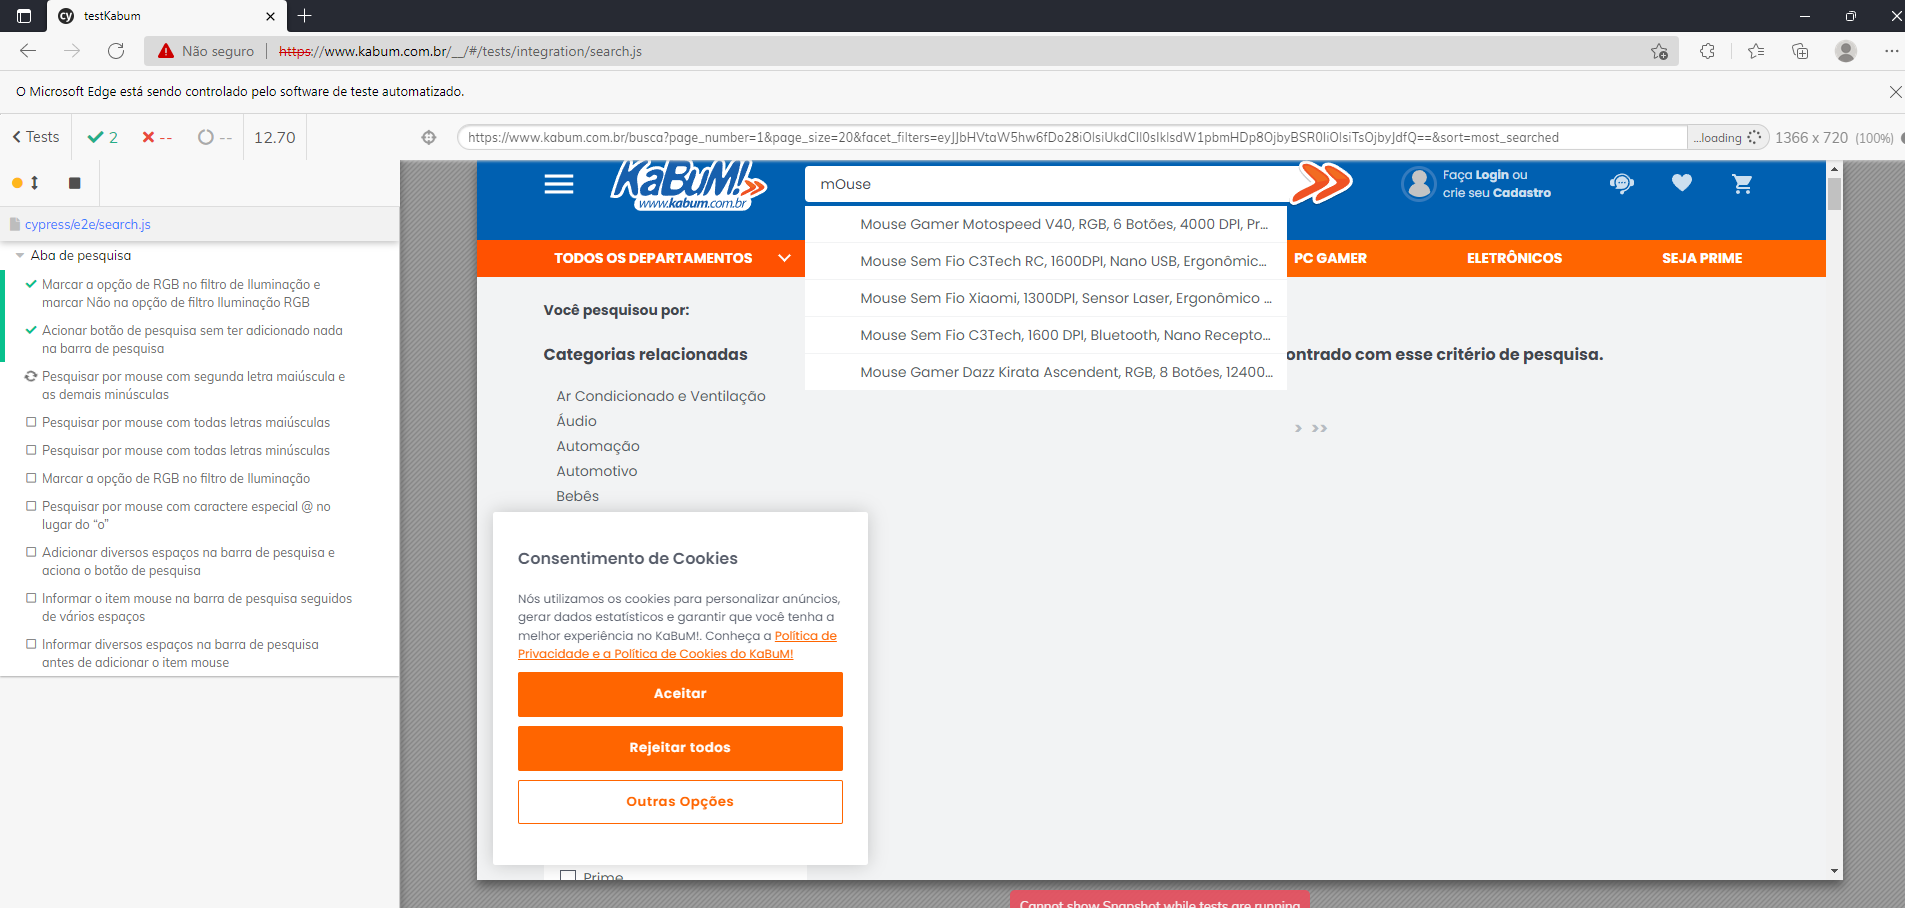 testKabum
Não seguro
https://www.kabum.com.br/__/#/tests/integration/search.js
O Microsoft Edge está sendo controlado pelo software de teste automatizado.
Tests
2
--
--
12.70
https://www.kabum.com.br/busca?page_number=1&page_size=20&facet_filters=eyJJbHVtaW5hw6fDo28iOlsiUkdCIl0sIklsdW1pbmHDp8OjbyBSR0IiOlsiTsOjbyJdfQ==&sort=most_searched
...loading
1366 x 720 (100%)
cypress/e2e/search.js
Aba de pesquisa
Marcar a opção de RGB no filtro de Iluminação e
marcar Não na opção de filtro Iluminação RGB
Acionar botão de pesquisa sem ter adicionado nada
na barra de pesquisa
Pesquisar por mouse com segunda letra maiúscula e
as demais minúsculas
Pesquisar por mouse com todas letras maiúsculas
Pesquisar por mouse com todas letras minúsculas
Marcar a opção de RGB no filtro de Iluminação
Pesquisar por mouse com caractere especial @ no
lugar do “o”
Adicionar diversos espaços na barra de pesquisa e
aciona o botão de pesquisa
Informar o item mouse na barra de pesquisa seguidos
de vários espaços
Informar diversos espaços na barra de pesquisa
antes de adicionar o item mouse
KaBuM!
www.kabum.com.br
mOuse
Faça Login ou
crie seu Cadastro
Mouse Gamer Motospeed V40, RGB, 6 Botões, 4000 DPI, Pr...
Mouse Sem Fio C3Tech RC, 1600DPI, Nano USB, Ergonômic...
Mouse Sem Fio Xiaomi, 1300DPI, Sensor Laser, Ergonômico ...
Mouse Sem Fio C3Tech, 1600 DPI, Bluetooth, Nano Recepto...
Mouse Gamer Dazz Kirata Ascendent, RGB, 8 Botões, 12400...
TODOS OS DEPARTAMENTOS
PC GAMER
ELETRÔNICOS
SEJA PRIME
Você pesquisou por:
Categorias relacionadas
ontrado com esse critério de pesquisa.
Ar Condicionado e Ventilação
Áudio
Automação
Automotivo
Bebês
> >>
Consentimento de Cookies
Nós utilizamos os cookies para personalizar anúncios,
gerar dados estatísticos e garantir que você tenha a
melhor experiência no KaBuM!. Conheça a Política de
Privacidade e a Política de Cookies do KaBuM!
Aceitar
Rejeitar todos
Outras Opções
Prime
Cannot show Snapshot while tests are running